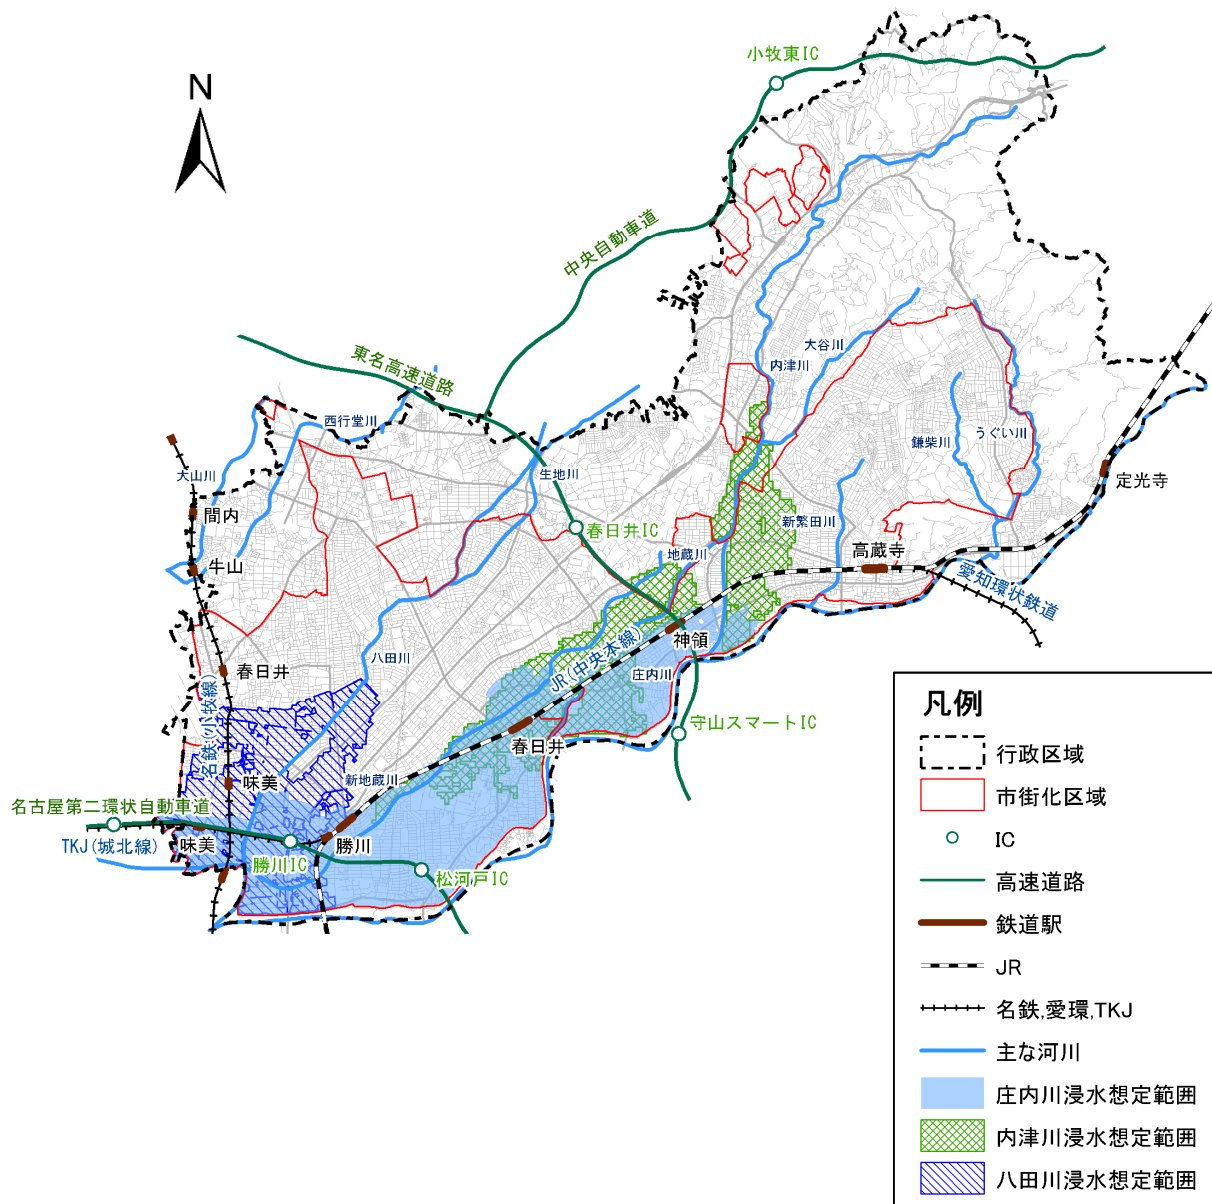 小牧東IC
N
中央自動車道
東名高速道路
大谷川
内津川
西行堂川
鎌柴川
うぐい川
大山川
生地川
定光寺
間内
新繁田川
春日井IC
高蔵寺
地蔵川
牛山
愛知環状鉄道
神領
JR(中央本線)
八田川
春日井
庄内川
名鉄(小牧線)
守山スマートIC
春日井
味美
新地蔵川
名古屋第二環状自動車道
TKJ(城北線)
味美
勝川
勝川IC
松河戸IC
凡例
行政区域
市街化区域
IC
高速道路
鉄道駅
JR
名鉄,愛環,TKJ
主な河川
庄内川浸水想定範囲
内津川浸水想定範囲
八田川浸水想定範囲